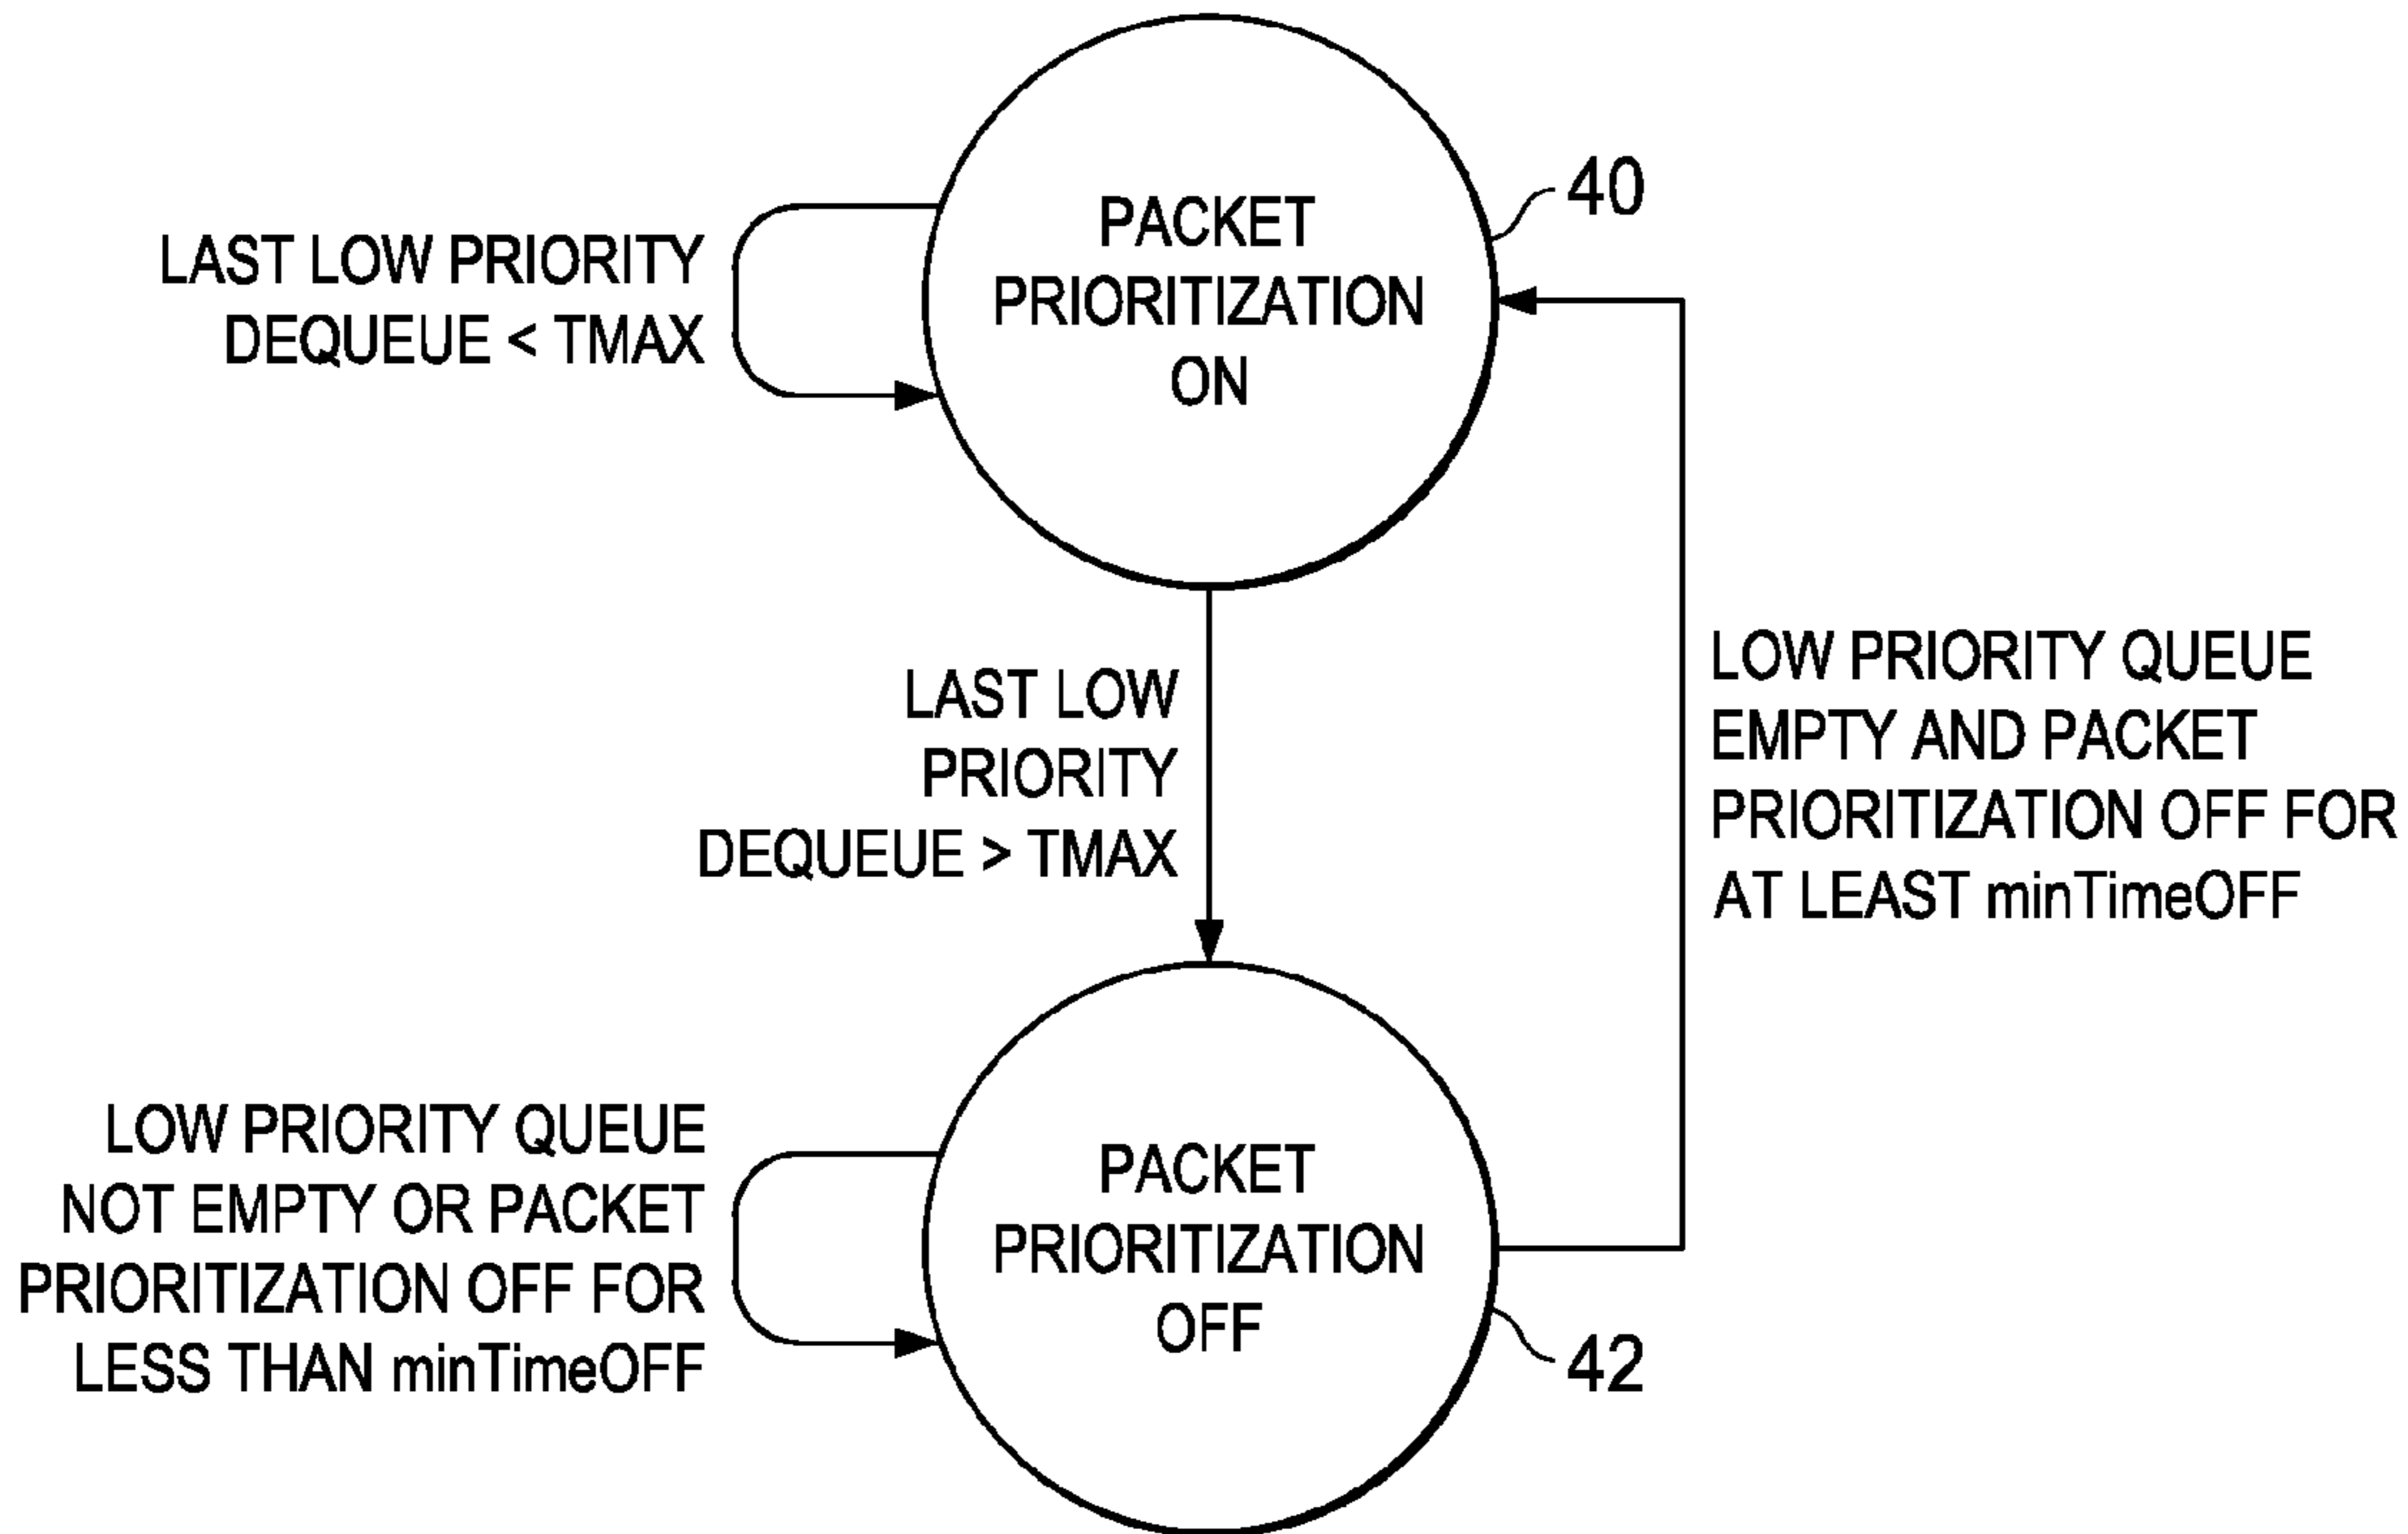 PACKET
PRIORITIZATION
ON
40
LAST LOW PRIORITY
DEQUEUE < TMAX
LAST LOW
PRIORITY
DEQUEUE > TMAX
LOW PRIORITY QUEUE
EMPTY AND PACKET
PRIORITIZATION OFF FOR
AT LEAST minTimeOFF
LOW PRIORITY QUEUE
NOT EMPTY OR PACKET
PRIORITIZATION OFF FOR
LESS THAN minTimeOFF
PACKET
PRIORITIZATION
OFF
42